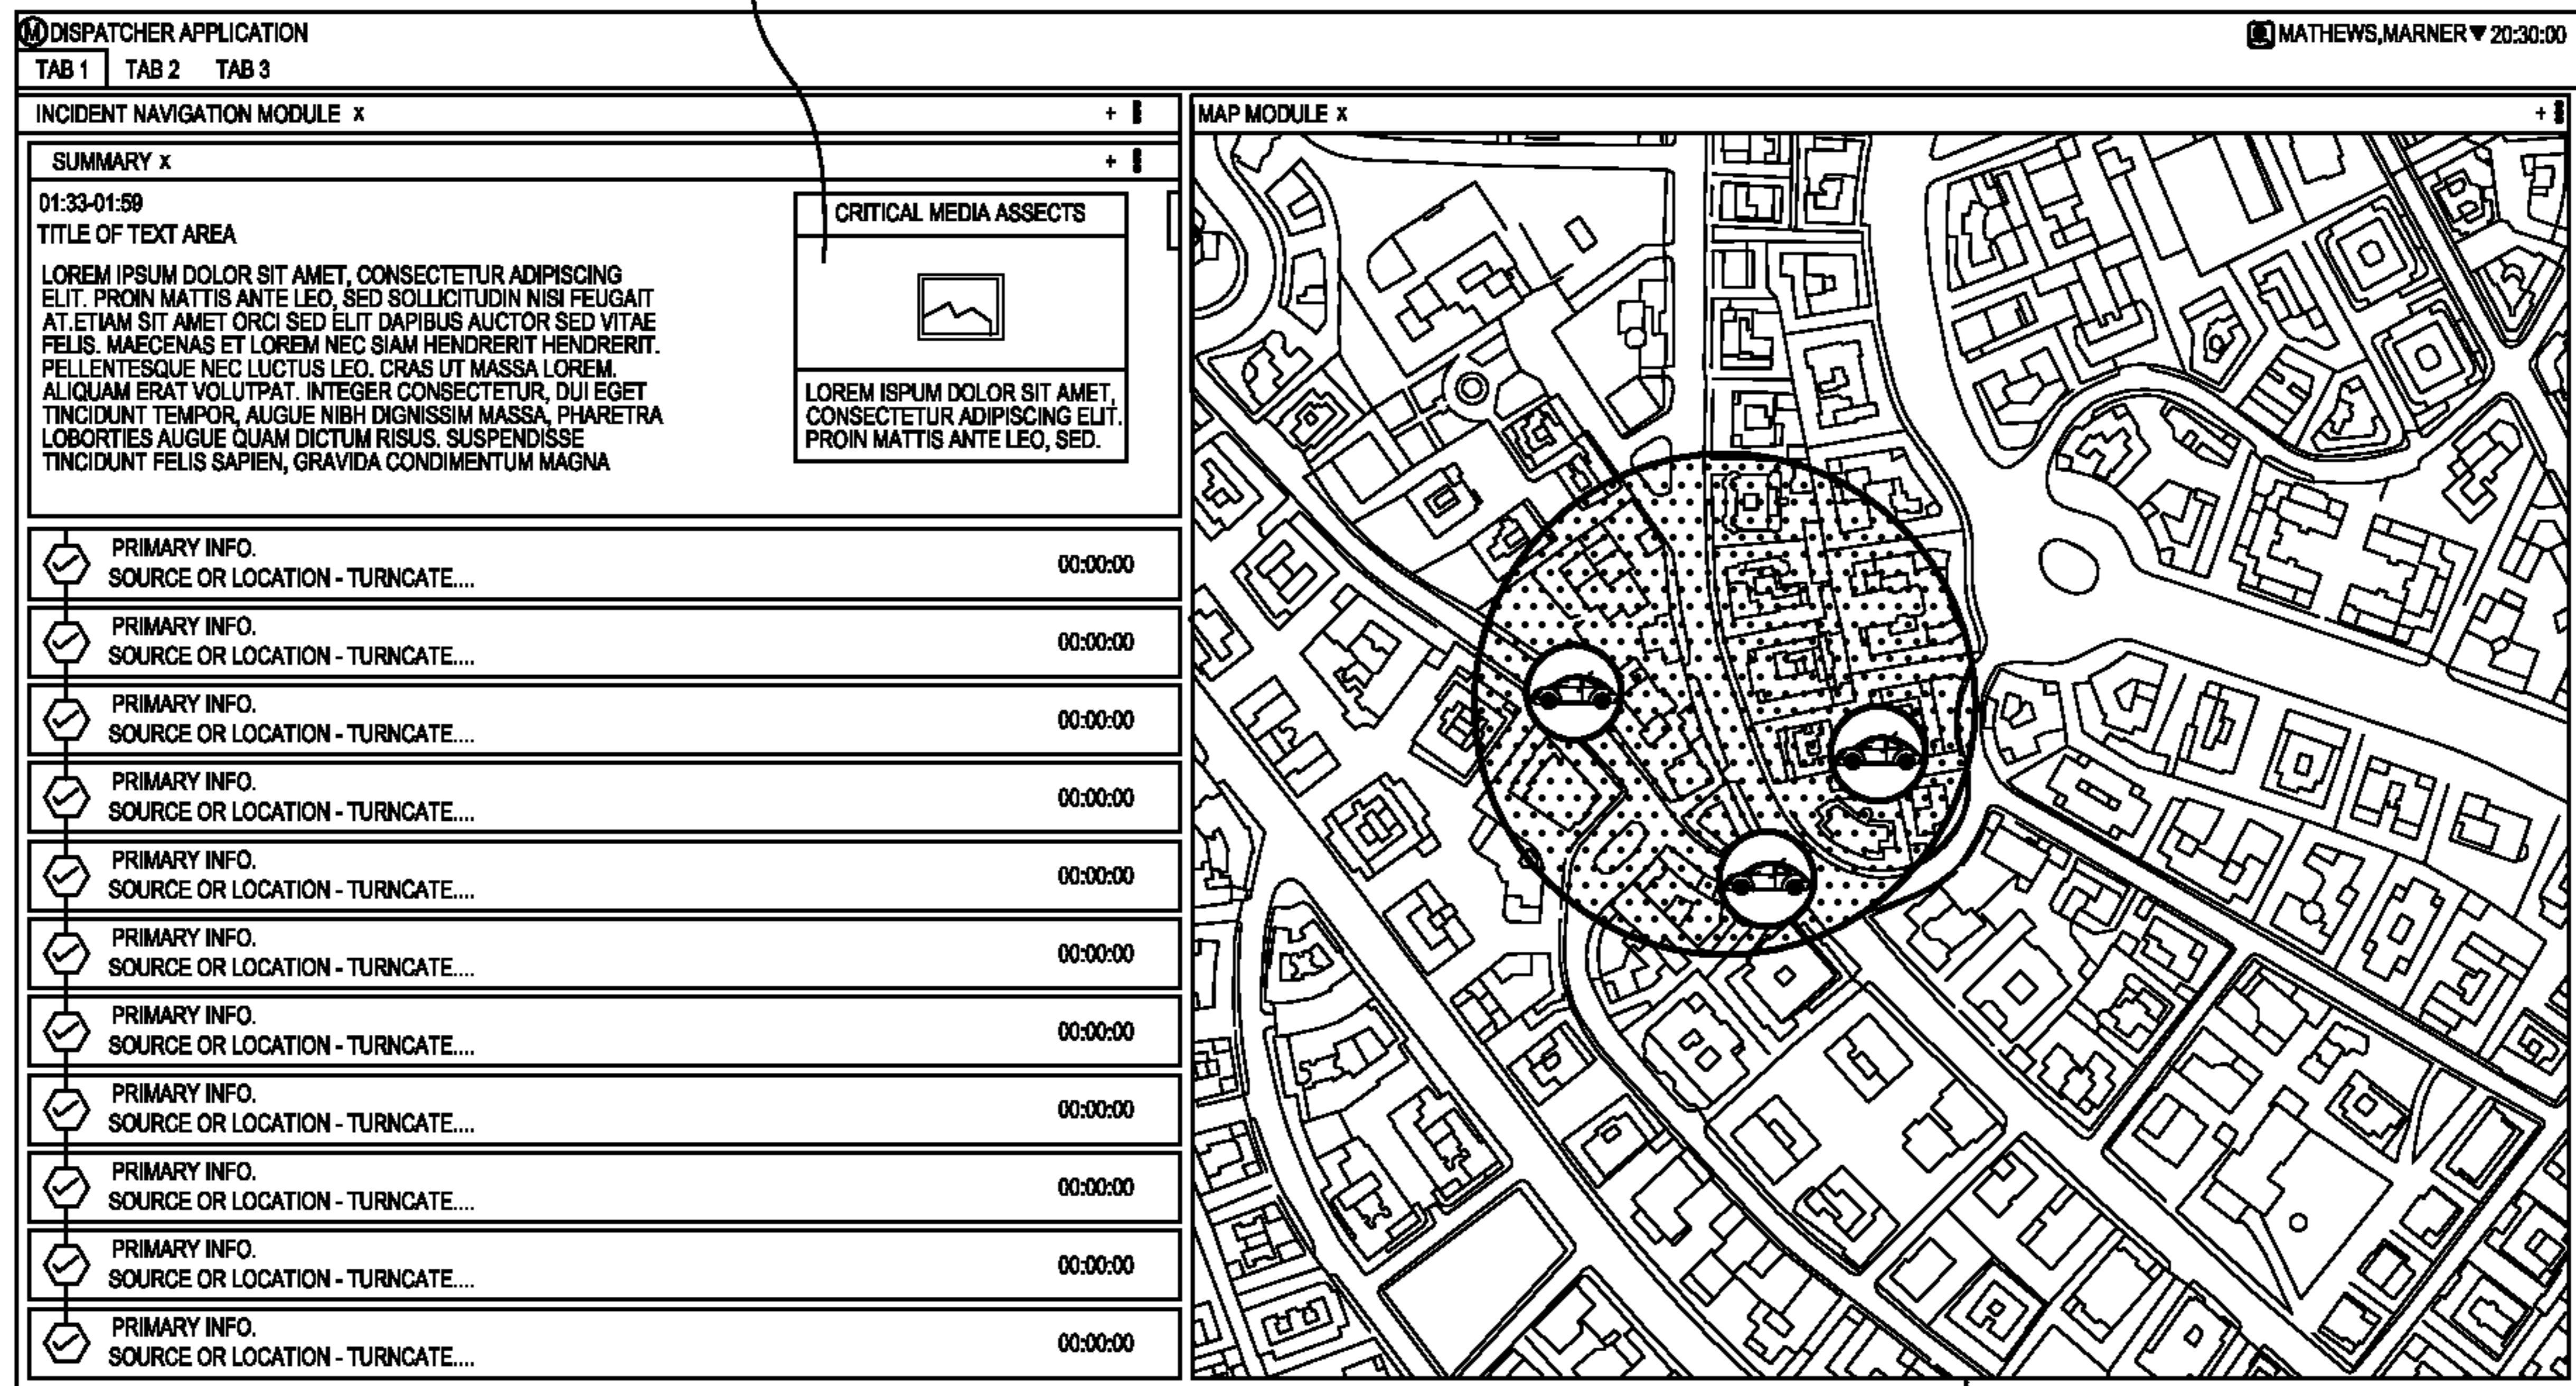 M DISPATCHER APPLICATION
MATHEWS,MARNER ▼ 20:30:00
TAB 1 TAB 2 TAB 3
INCIDENT NAVIGATION MODULE X +
SUMMARY X +
01:33-01:59
TITLE OF TEXT AREA
LOREM IPSUM DOLOR SIT AMET, CONSECTETUR ADIPISCING
ELIT. PROIN MATTIS ANTE LEO, SED SOLLICITUDIN NISI FEUGAIT
AT.ETIAM SIT AMET ORCI SED ELIT DAPIBUS AUCTOR SED VITAE
FELIS. MAECENAS ET LOREM NEC SIAM HENDRERIT HENDRERIT.
PELLENTESQUE NEC LUCTUS LEO. CRAS UT MASSA LOREM.
ALIQUAM ERAT VOLUTPAT. INTEGER CONSECTETUR, DUI EGET
TINCIDUNT TEMPOR, AUGUE NIBH DIGNISSIM MASSA, PHARETRA
LOBORTIES AUGUE QUAM DICTUM RISUS. SUSPENDISSE
TINCIDUNT FELIS SAPIEN, GRAVIDA CONDIMENTUM MAGNA
CRITICAL MEDIA ASSECTS
LOREM ISPUM DOLOR SIT AMET,
CONSECTETUR ADIPISCING ELIT.
PROIN MATTIS ANTE LEO, SED.
PRIMARY INFO.
SOURCE OR LOCATION - TURNCATE....
00:00:00
PRIMARY INFO.
SOURCE OR LOCATION - TURNCATE....
00:00:00
PRIMARY INFO.
SOURCE OR LOCATION - TURNCATE....
00:00:00
PRIMARY INFO.
SOURCE OR LOCATION - TURNCATE....
00:00:00
PRIMARY INFO.
SOURCE OR LOCATION - TURNCATE....
00:00:00
PRIMARY INFO.
SOURCE OR LOCATION - TURNCATE....
00:00:00
PRIMARY INFO.
SOURCE OR LOCATION - TURNCATE....
00:00:00
PRIMARY INFO.
SOURCE OR LOCATION - TURNCATE....
00:00:00
PRIMARY INFO.
SOURCE OR LOCATION - TURNCATE....
00:00:00
PRIMARY INFO.
SOURCE OR LOCATION - TURNCATE....
00:00:00
PRIMARY INFO.
SOURCE OR LOCATION - TURNCATE....
00:00:00
MAP MODULE X +